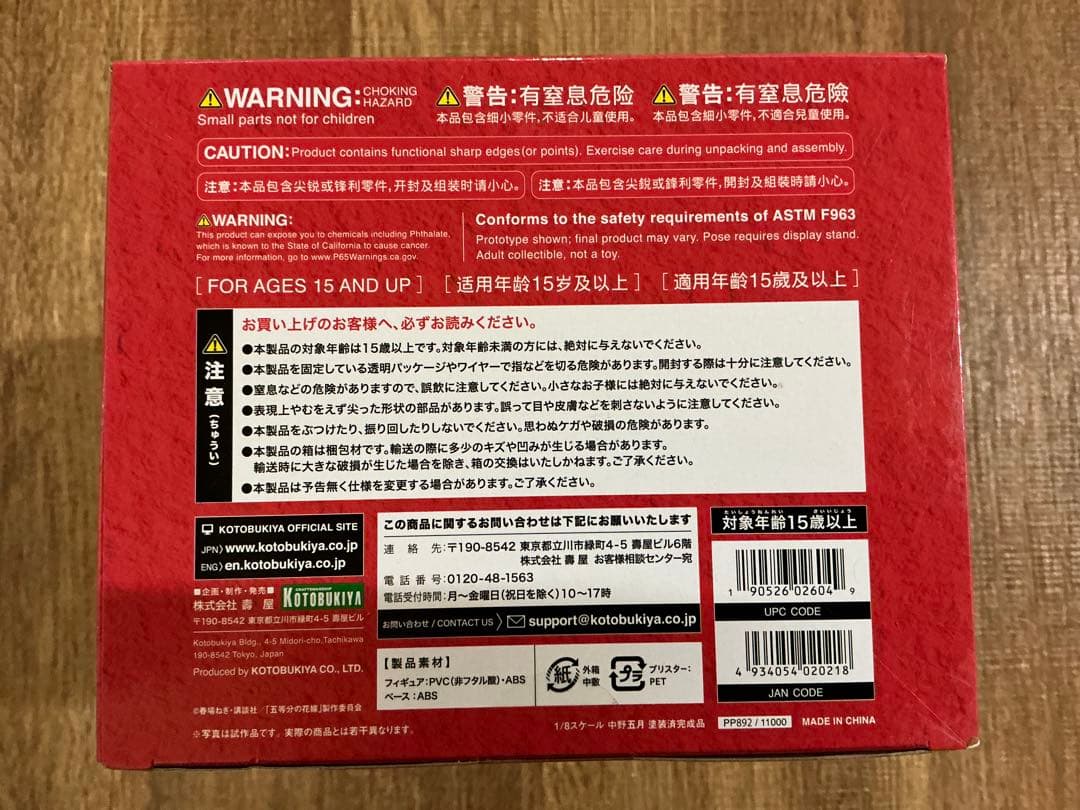 ⚠WARNING: CHOKING HAZARD
Small parts not for children
⚠警告:有窒息危险
本品包含细小零件,不适合儿童使用。
⚠警告:有窒息危險
本品包含細小零件,不適合兒童使用。
CAUTION:Product contains functional sharp edges(or points). Exercise care during unpacking and assembly.
注意:本品包含尖锐或锋利零件,开封及组装时请小心。
注意:本品包含尖銳或鋒利零件,開封及組裝時請小心。
⚠WARNING:
This product can expose you to chemicals including Phthalate,
which is known to the State of California to cause cancer.
For more information, go to www.P65Warnings.ca.gov.
Conforms to the safety requirements of ASTM F963
Prototype shown; final product may vary. Pose requires display stand.
Adult collectible, not a toy.
[FOR AGES 15 AND UP] [适用年龄15岁及以上] [適用年齡15歲及以上]
⚠注意(ちゅうい)
お買い上げのお客様へ、必ずお読みください。
●本製品の対象年齢は15歳以上です。対象年齢未満の方には、絶対に与えないでください。
●本製品を固定している透明パッケージやワイヤーで指などを切る危険があります。開封する際は十分に注意してください。
●窒息などの危険がありますので、誤飲に注意してください。小さなお子様には絶対に与えないでください。
●表現上やむをえず尖った形状の部品があります。誤って目や皮膚などを刺さないように注意してください。
●本製品をぶつけたり、振り回したりしないでください。思わぬケガや破損の危険があります。
●本製品の箱は梱包材です。輸送の際に多少のキズや凹みが生じる場合があります。
輸送時に大きな破損が生じた場合を除き、箱の交換はいたしかねます。ご了承ください。
●本製品は予告無く仕様を変更する場合があります。ご了承ください。
KOTOBUKIYA OFFICIAL SITE
JPN〉www.kotobukiya.co.jp
ENG〉en.kotobukiya.co.jp
■企画・制作・発売■
株式会社 壽 屋
CRAFTSMANSHIP
KOTOBUKIYA
〒190-8542 東京都立川市緑町4-5 壽屋ビル
Kotobukiya Bldg., 4-5 Midori-cho,Tachikawa
190-8542 Tokyo, Japan
Produced by KOTOBUKIYA CO., LTD.
©春場ねぎ・講談社/「五等分の花嫁」製作委員会
※写真は試作品です。実際の商品とは若干異なります。
この商品に関するお問い合わせは下記にお願いいたします
連 絡 先:〒190-8542 東京都立川市緑町4-5 壽屋ビル6階
株式会社 壽 屋 お客様相談センター宛
電 話 番 号:0120-48-1563
電話受付時間:月〜金曜日(祝日を除く)10〜17時
お問い合わせ / CONTACT US 〉 support@kotobukiya.co.jp
【製品素材】
フィギュア:PVC(非フタル酸)・ABS
ベース:ABS
紙 外箱 中敷
プラ ブリスター: PET
1/8スケール 中野五月 塗装済完成品
たいしょうねんれい さいいじょう
対象年齢15歳以上
1 90526 02604 9
UPC CODE
4 934054 020218
JAN CODE
PP892 / 11000 MADE IN CHINA